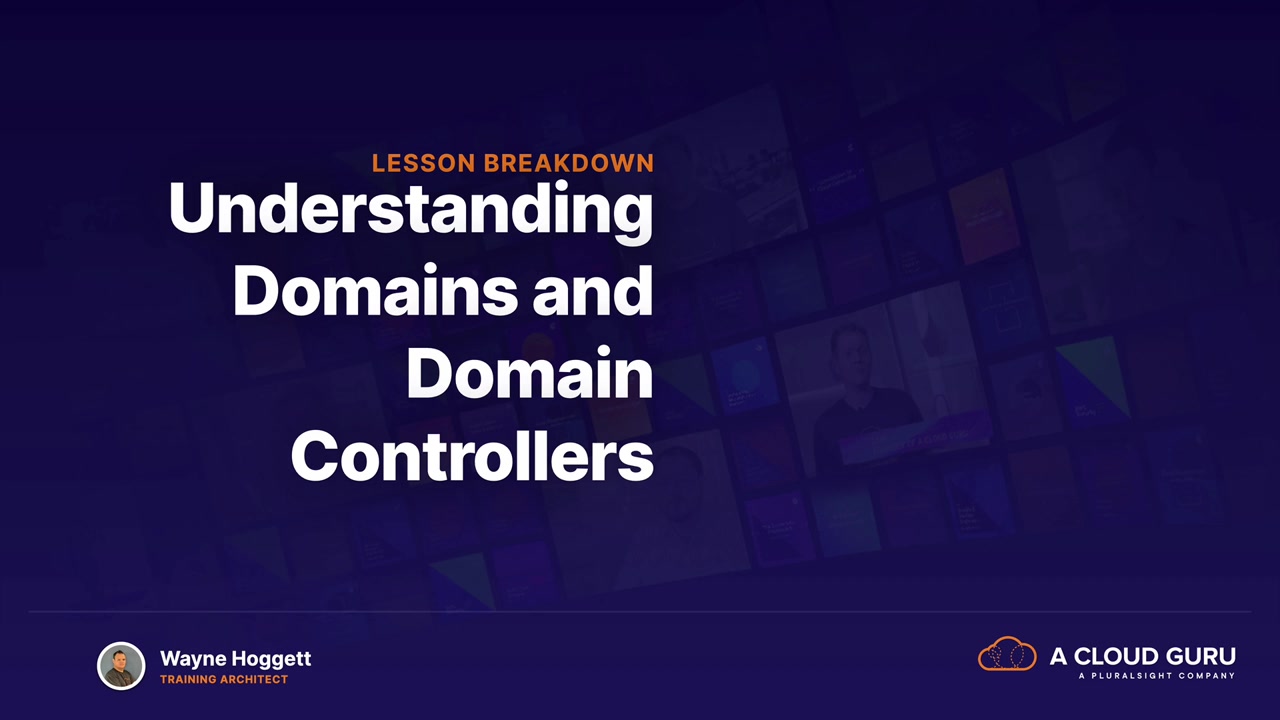 LESSON BREAKDOWN
Understanding
Domains and
Domain
Controllers
Wayne Hoggett
TRAINING ARCHITECT
A CLOUD GURU
A PLURALSIGHT COMPANY